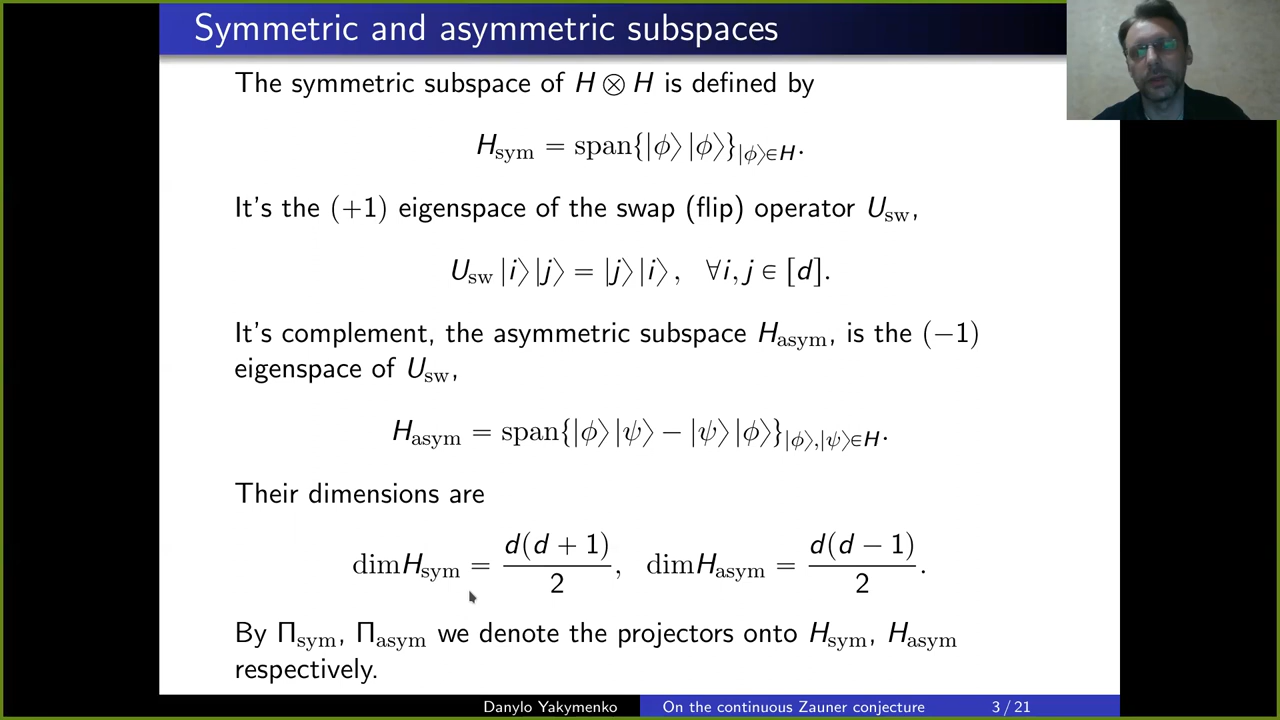 Symmetric and asymmetric subspaces
The symmetric subspace of H ⊗ H is defined by
H_sym = span{|ϕ⟩ |ϕ⟩}_{|ϕ⟩∈H}.
It's the (+1) eigenspace of the swap (flip) operator U_sw,
U_sw |i⟩ |j⟩ = |j⟩ |i⟩ ,   ∀i, j ∈ [d].
It's complement, the asymmetric subspace H_asym, is the (−1)
eigenspace of U_sw,
H_asym = span{|ϕ⟩ |ψ⟩ − |ψ⟩ |ϕ⟩}_{|ϕ⟩,|ψ⟩∈H}.
Their dimensions are
dimH_sym = d(d + 1)/2,   dimH_asym = d(d − 1)/2.
By Π_sym, Π_asym we denote the projectors onto H_sym, H_asym
respectively.
Danylo Yakymenko   On the continuous Zauner conjecture   3 / 21